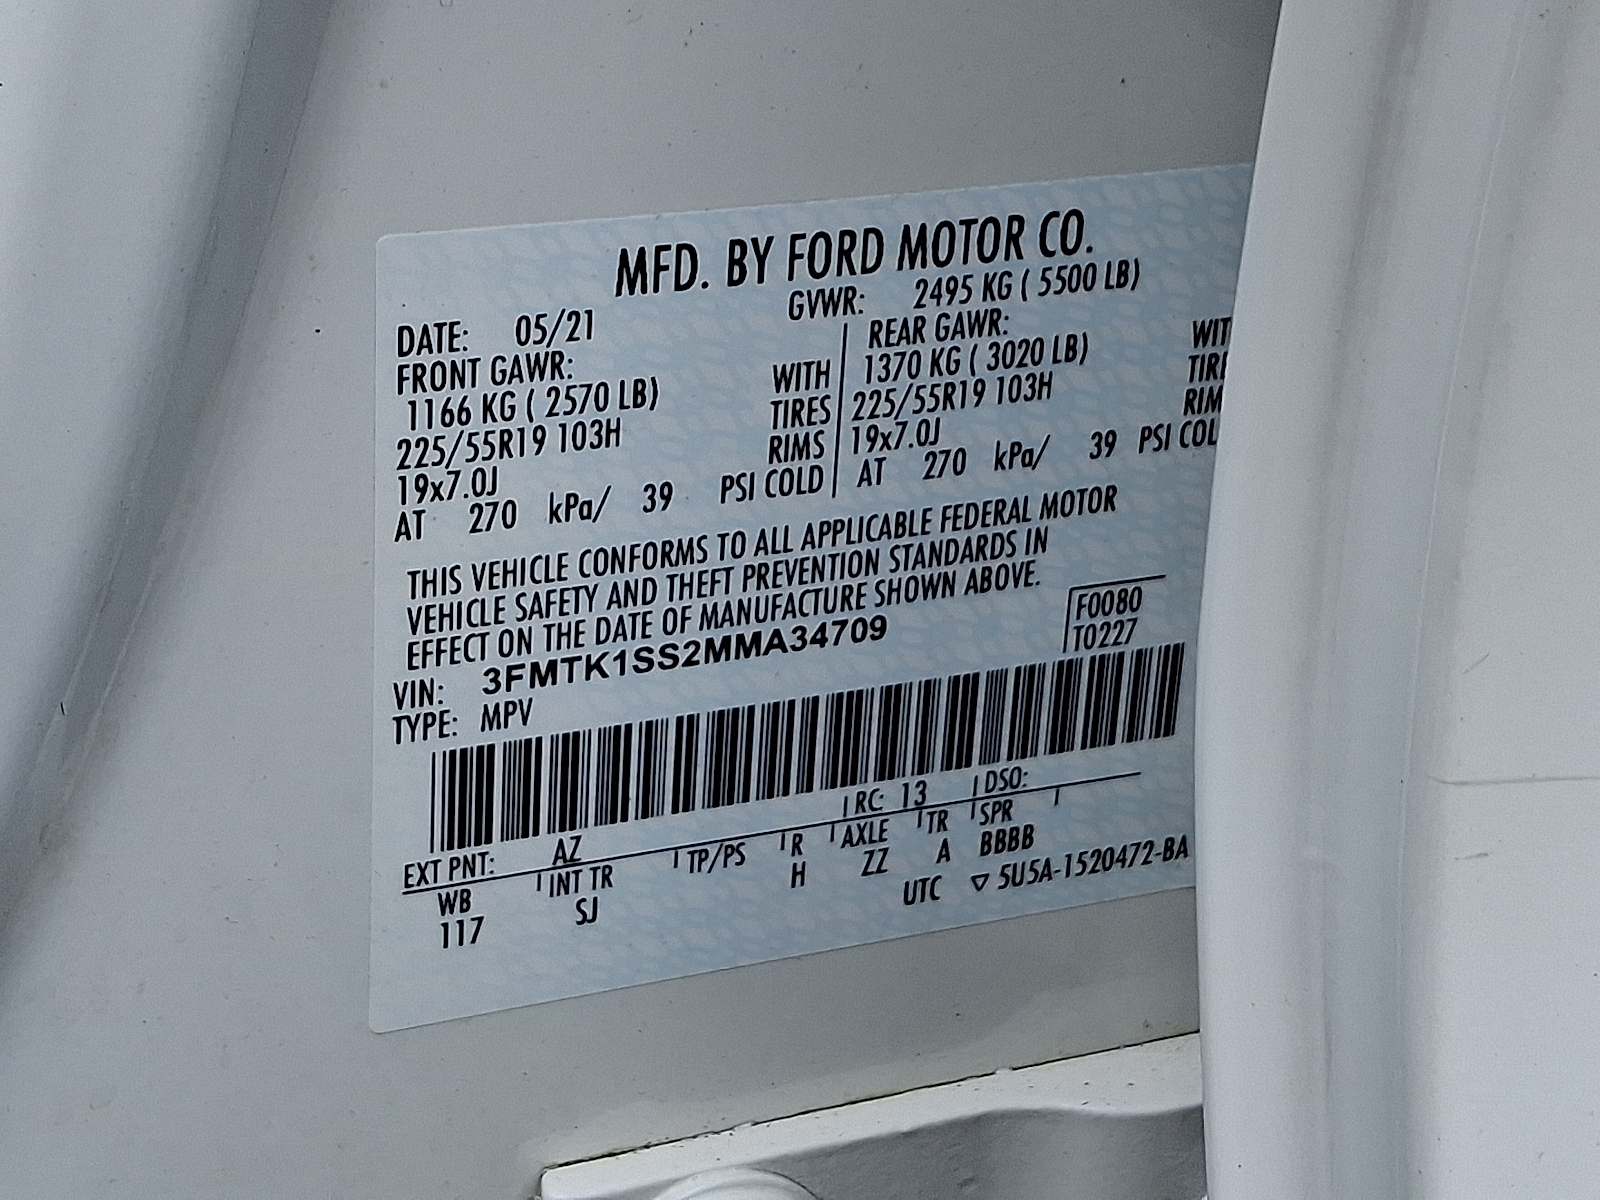 MFD. BY FORD MOTOR CO.
DATE: 05/21 GVWR: 2495 KG ( 5500 LB)
FRONT GAWR: REAR GAWR:
1166 KG ( 2570 LB) WITH 1370 KG ( 3020 LB) WIT
225/55R19 103H TIRES 225/55R19 103H TIRE
19x7.0J RIMS 19x7.0J RIM
AT 270 kPa/ 39 PSI COLD AT 270 kPa/ 39 PSI COL
THIS VEHICLE CONFORMS TO ALL APPLICABLE FEDERAL MOTOR
VEHICLE SAFETY AND THEFT PREVENTION STANDARDS IN
EFFECT ON THE DATE OF MANUFACTURE SHOWN ABOVE.
F0080
T0227
VIN: 3FMTK1SS2MMA34709
TYPE: MPV
EXT PNT: AZ RC: 13 DSO:
WB INT TR TP/PS R AXLE TR SPR
117 SJ H ZZ A BBBB
UTC ▽ 5U5A-1520472-BA